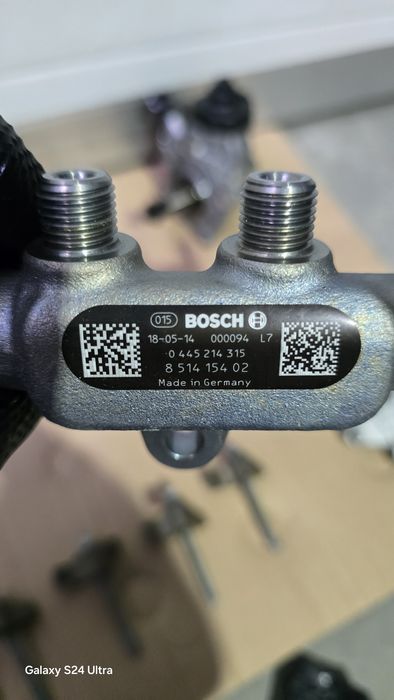 015 BOSCH
18-05-14 000094 L7
0 445 214 315
8 514 154 02
Made in Germany
Galaxy S24 Ultra